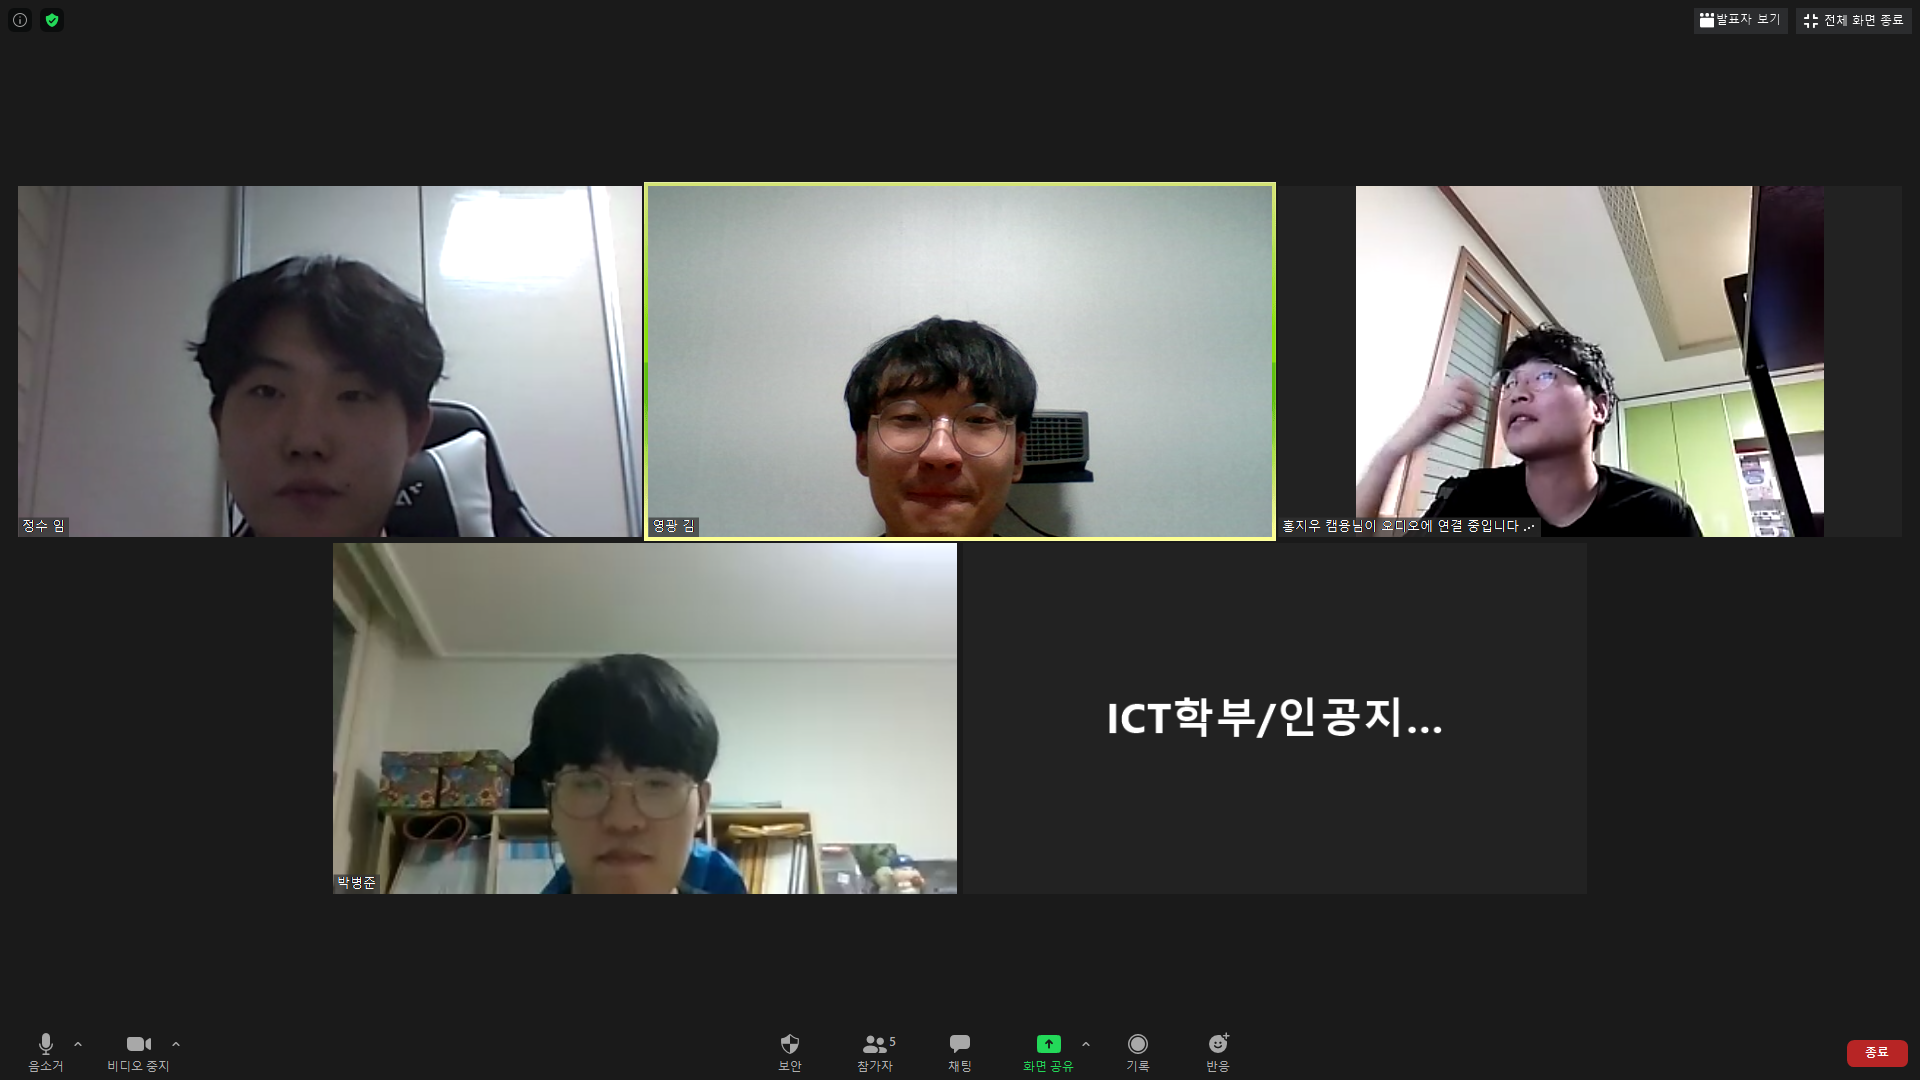 발표자 보기
전체 화면 종료
정수 임
영광 김
홍지우 캠용님이 오디오에 연결 중입니다 ...
박병준
ICT학부/인공지...
음소거
비디오 중지
보안
참가자 5
채팅
화면 공유
기록
반응
종료